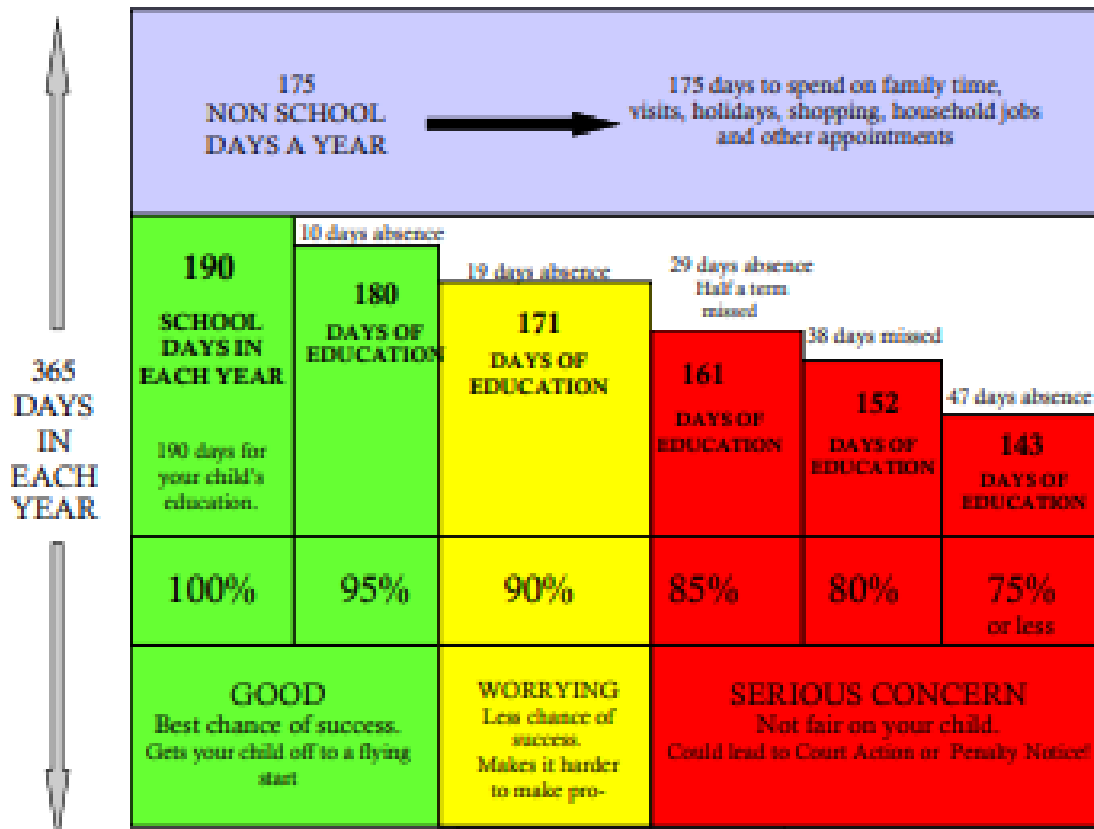 365
DAYS
IN
EACH
YEAR
175
NON SCHOOL
DAYS A YEAR
175 days to spend on family time,
visits, holidays, shopping, household jobs
and other appointments
190
SCHOOL
DAYS IN
EACH YEAR
190 days for
your child's
education.
10 days absence
180
DAYS OF
EDUCATION
19 days absence
171
DAYS OF
EDUCATION
29 days absence
Half a term
missed
161
DAYS OF
EDUCATION
38 days missed
152
DAYS OF
EDUCATION
47 days absence
143
DAYS OF
EDUCATION
100%
95%
90%
85%
80%
75%
or less
GOOD
Best chance of success.
Gets your child off to a flying
start
WORRYING
Less chance of
success.
Makes it harder
to make pro-
SERIOUS CONCERN
Not fair on your child.
Could lead to Court Action or Penalty Notice!